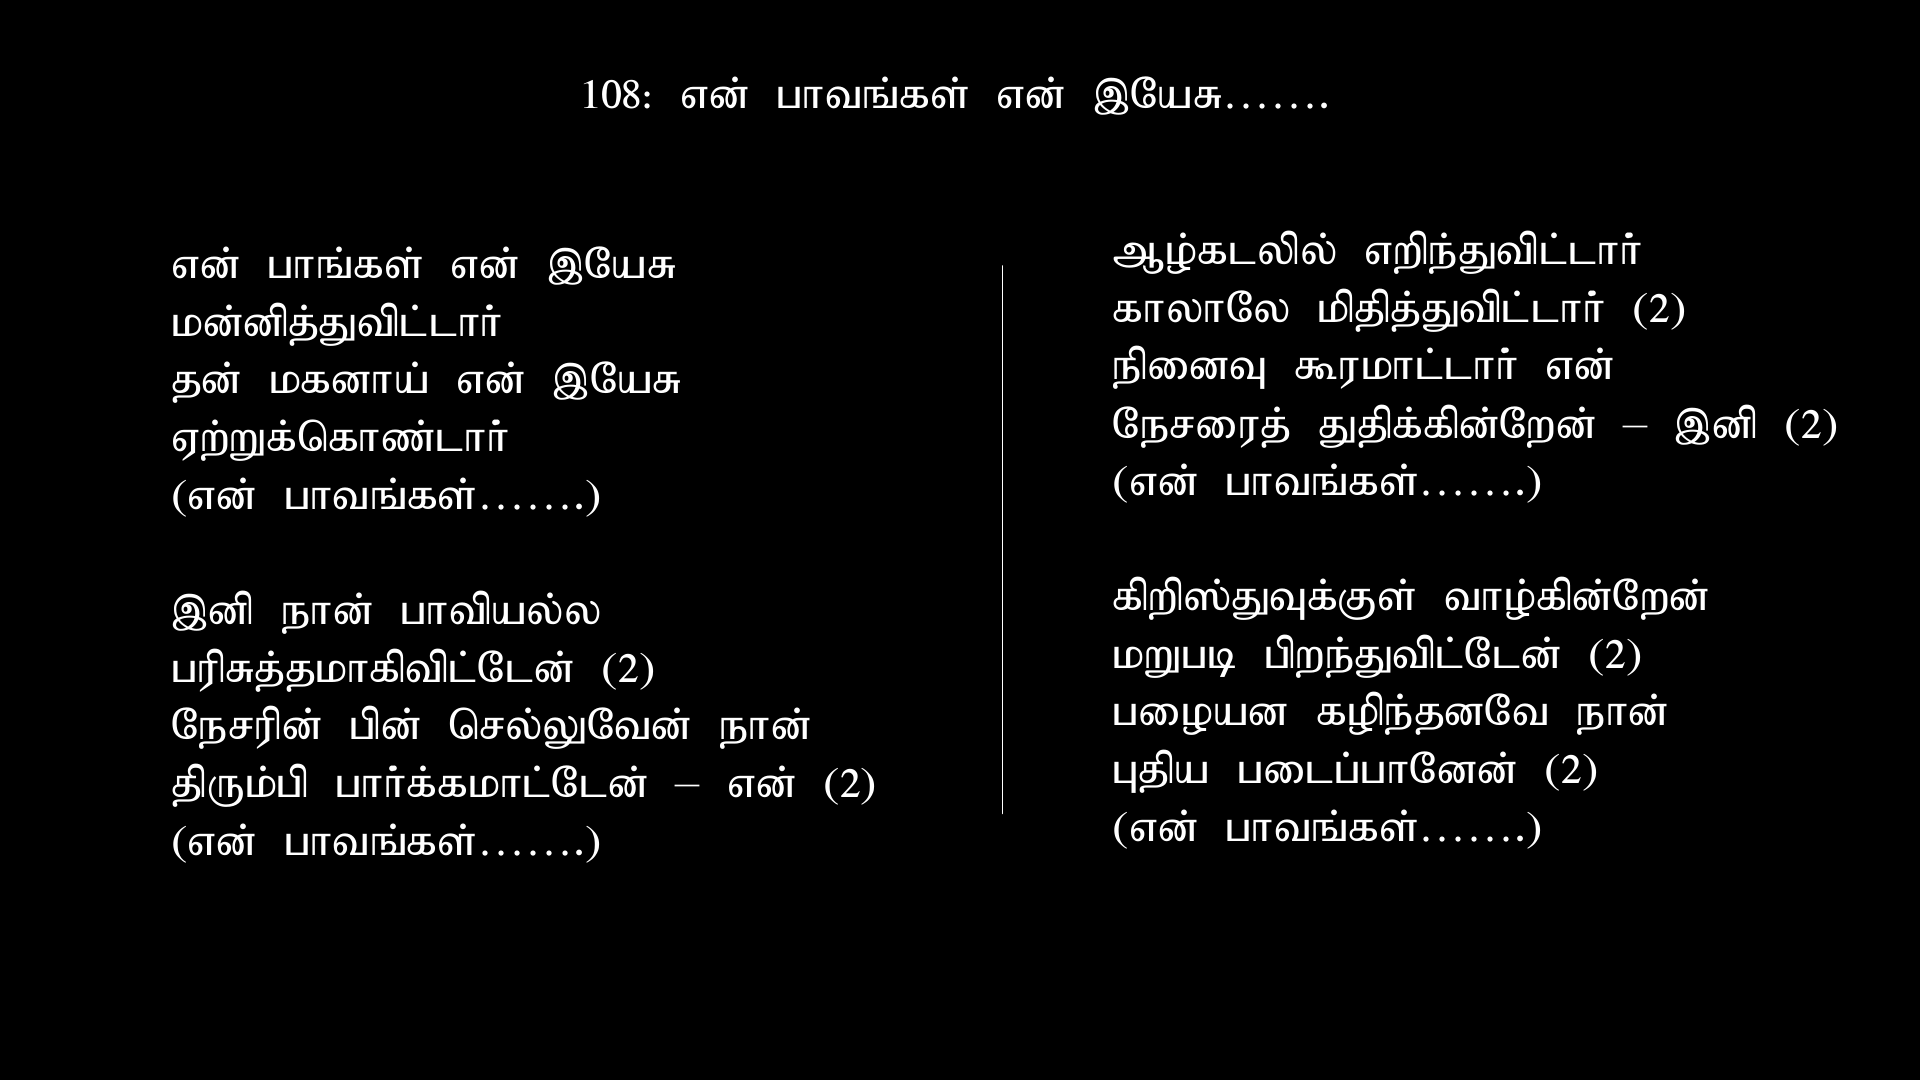 108: என் பாவங்கள் என் இயேசு.......
என் பாங்கள் என் இயேசு
மன்னித்துவிட்டார்
தன் மகனாய் என் இயேசு
ஏற்றுக்கொண்டார்
(என் பாவங்கள்.......)
இனி நான் பாவியல்ல
பரிசுத்தமாகிவிட்டேன் (2)
நேசரின் பின் செல்லுவேன் நான்
திரும்பி பார்க்கமாட்டேன் – என் (2)
(என் பாவங்கள்.......)
ஆழ்கடலில் எறிந்துவிட்டார்
காலாலே மிதித்துவிட்டார் (2)
நினைவு கூரமாட்டார் என்
நேசரைத் துதிக்கின்றேன் – இனி (2)
(என் பாவங்கள்.......)
கிறிஸ்துவுக்குள் வாழ்கின்றேன்
மறுபடி பிறந்துவிட்டேன் (2)
பழையன கழிந்தனவே நான்
புதிய படைப்பானேன் (2)
(என் பாவங்கள்.......)